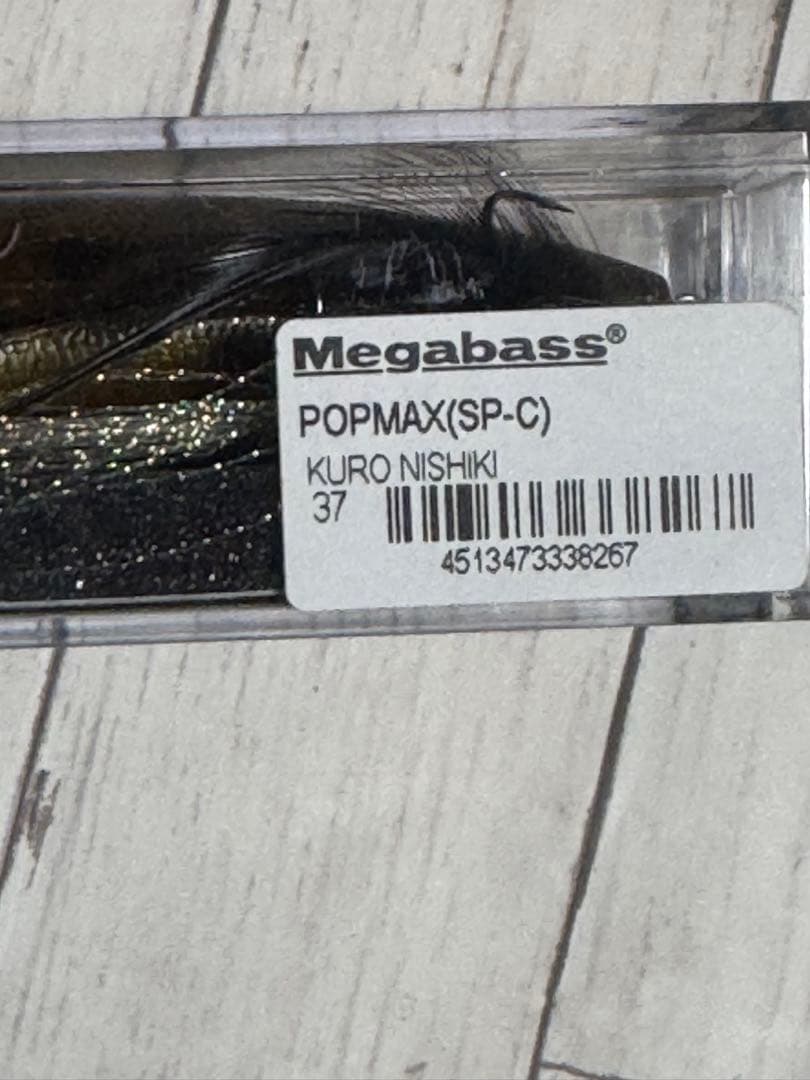 Megabass®
POPMAX(SP-C)
KURO NISHIKI
37
4513473338267